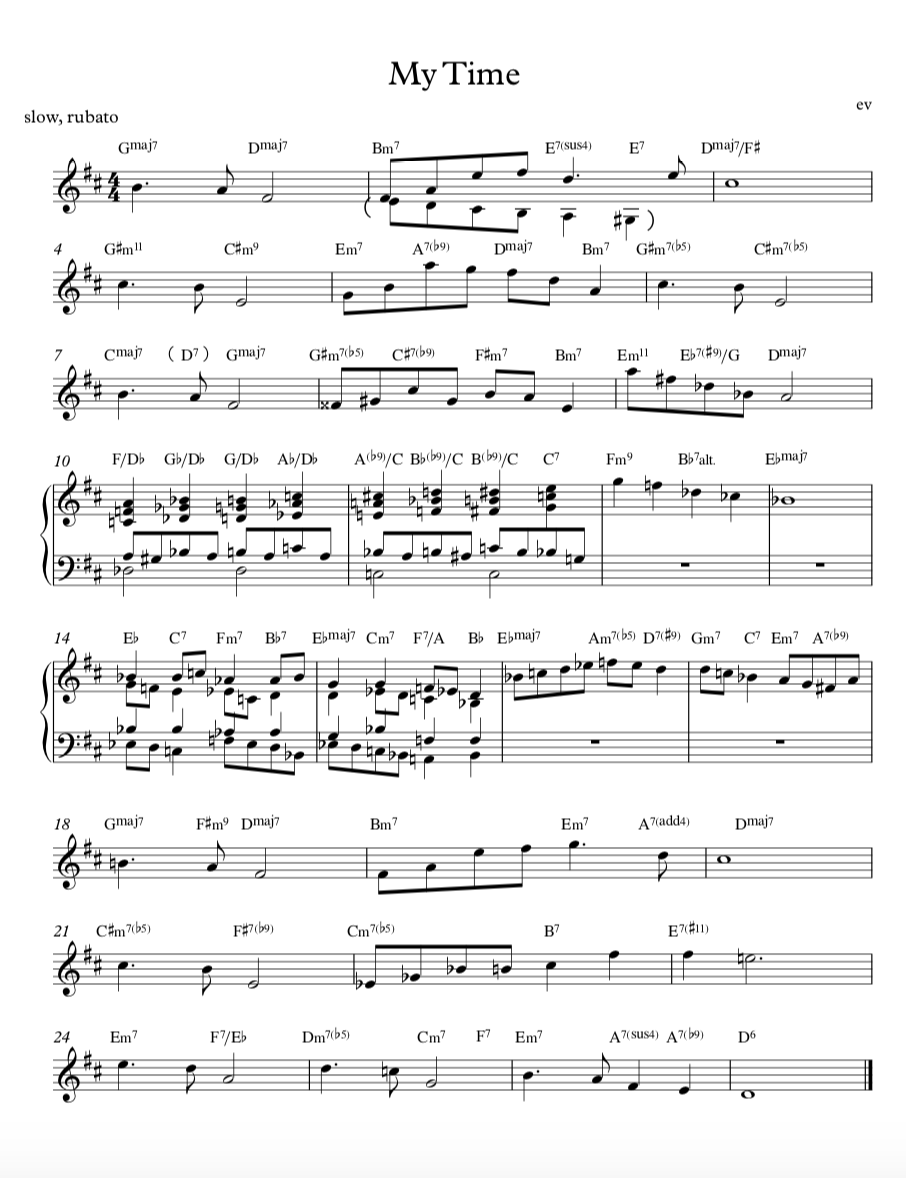 My Time
ev
slow, rubato
Gmaj7 Dmaj7 Bm7 E7(sus4) E7 Dmaj7/F♯
4
4
( )
4 G♯m11 C♯m9 Em7 A7(♭9) Dmaj7 Bm7 G♯m7(♭5) C♯m7(♭5)
7 Cmaj7 ( D7 ) Gmaj7 G♯m7(♭5) C♯7(♭9) F♯m7 Bm7 Em11 E♭7(♯9)/G Dmaj7
10 F/D♭ G♭/D♭ G/D♭ A♭/D♭ A(♭9)/C B♭(♭9)/C B(♭9)/C C7 Fm9 B♭7alt. E♭maj7
14 E♭ C7 Fm7 B♭7 E♭maj7 Cm7 F7/A B♭ E♭maj7 Am7(♭5) D7(♯9) Gm7 C7 Em7 A7(♭9)
18 Gmaj7 F♯m9 Dmaj7 Bm7 Em7 A7(add4) Dmaj7
21 C♯m7(♭5) F♯7(♭9) Cm7(♭5) B7 E7(♯11)
24 Em7 F7/E♭ Dm7(♭5) Cm7 F7 Em7 A7(sus4) A7(♭9) D6